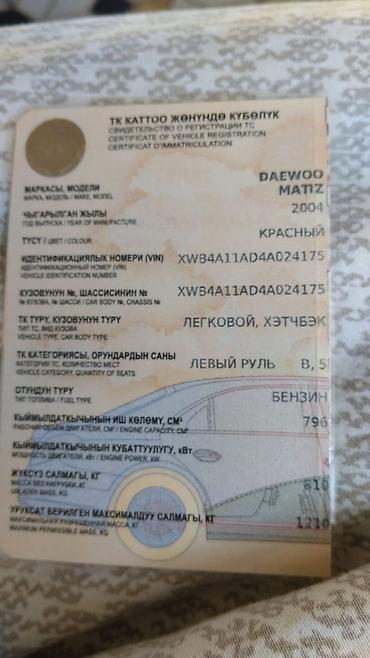 ТК КАТТОО ЖӨНҮНДӨ КҮБӨЛҮК
СВИДЕТЕЛЬСТВО О РЕГИСТРАЦИИ ТС
CERTIFICATE OF VEHICLE REGISTRATION
CERTIFICAT D'IMMATRICULATION
МАРКАСЫ, МОДЕЛИ
МАРКА, МОДЕЛЬ / MAKE, MODEL
DAEWOO
MATIZ
ЧЫГАРЫЛГАН ЖЫЛЫ
ГОД ВЫПУСКА / YEAR OF MANUFACTURE
2004
ТҮСҮ / ЦВЕТ / COLOUR
КРАСНЫЙ
ИДЕНТИФИКАЦИЯЛЫК НОМЕРИ (VIN)
ИДЕНТИФИКАЦИОННЫЙ НОМЕР (VIN)
VEHICLE IDENTIFICATION NUMBER
XWB4A11AD4A024175
КУЗОВУНУН №, ШАССИСИНИН №
№ КУЗОВА, № ШАССИ / CAR BODY №, CHASSIS №
XWB4A11AD4A024175
ТК ТҮРҮ, КУЗОВУНУН ТҮРҮ
ТИП ТС, ВИД КУЗОВА
VEHICLE TYPE, CAR BODY TYPE
ЛЕГКОВОЙ, ХЭТЧБЭК
ТК КАТЕГОРИЯСЫ, ОРУНДАРДЫН САНЫ
КАТЕГОРИЯ ТС, КОЛИЧЕСТВО МЕСТ
VEHICLE CATEGORY, QUANTITY OF SEATS
ЛЕВЫЙ РУЛЬ В, 5
ОТУНДУН ТҮРҮ
ТИП ТОПЛИВА / FUEL TYPE
БЕНЗИН
КЫЙМЫЛДАТКЫЧЫНЫН ИШ КӨЛӨМҮ, СМ³
РАБОЧИЙ ОБЪЕМ ДВИГАТЕЛЯ, СМ³ / ENGINE CAPACITY, CM³
796
КЫЙМЫЛДАТКЫЧЫНЫН КУБАТТУУЛУГУ, кВт
МОЩНОСТЬ ДВИГАТЕЛЯ, кВт / ENGINE POWER, kW
ЖҮКСҮЗ САЛМАГЫ, КГ
МАССА БЕЗ НАГРУЗКИ, КГ
UNLADEN MASS, KG
810
УРУКСАТ БЕРИЛГЕН МАКСИМАЛДУУ САЛМАГЫ, КГ
МАКСИМАЛЬНАЯ РАЗРЕШЕННАЯ МАССА, КГ
MAXIMUM PERMISSIBLE MASS, KG
1210